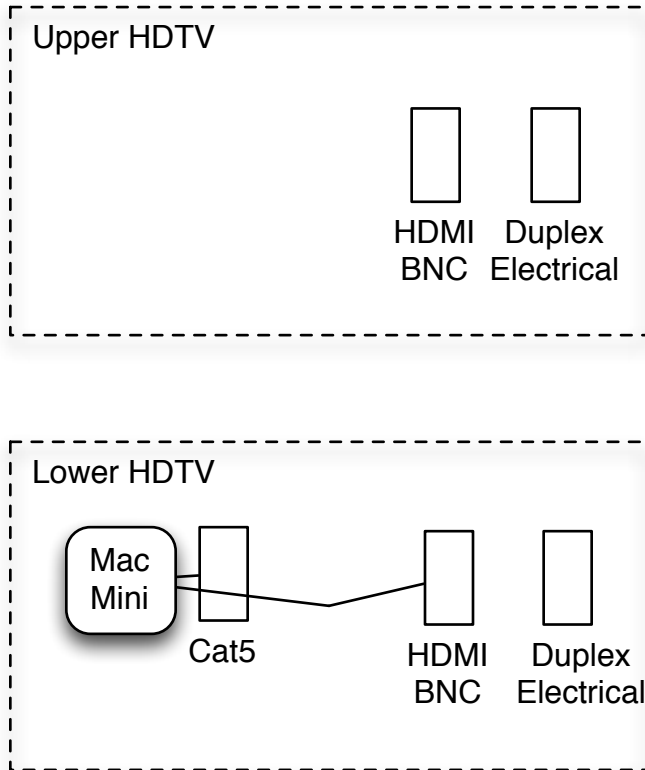 Upper HDTV
HDMI Duplex
BNC Electrical
Lower HDTV
Mac
Mini
Cat5
HDMI Duplex
BNC Electrical